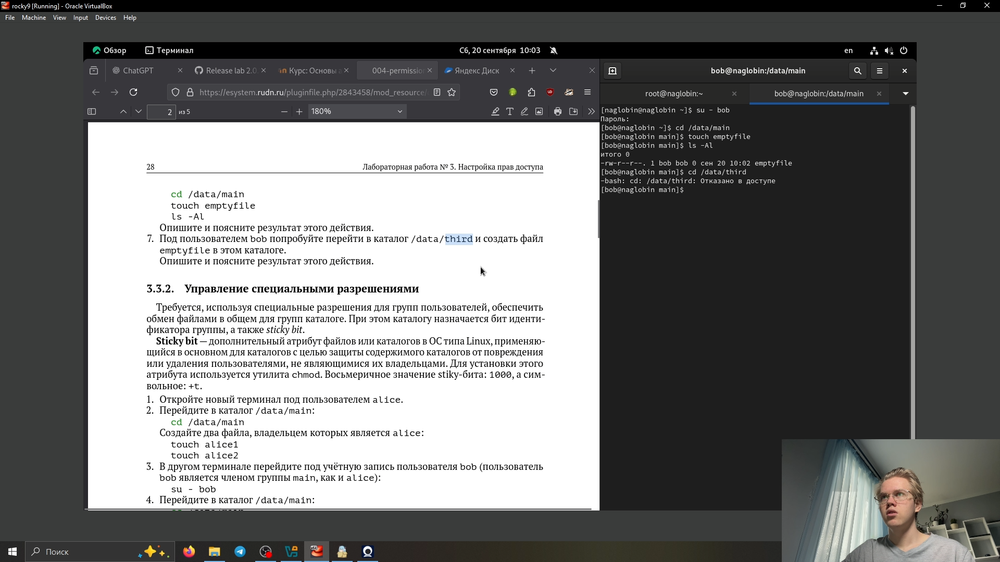 rocky9 [Running] - Oracle VirtualBox
File Machine View Input Devices Help
Обзор Терминал Сб, 20 сентября 10:03 en
ChatGPT Release lab 2.0 Курс: Основы а 004-permission Яндекс Диск
bob@naglobin:/data/main
https://esystem.rudn.ru/pluginfile.php/2843458/mod_resource/
root@naglobin:~ bob@naglobin:/data/main
2 из 5 180%
28 Лабораторная работа № 3. Настройка прав доступа
cd /data/main
touch emptyfile
ls -Al
Опишите и поясните результат этого действия.
7. Под пользователем bob попробуйте перейти в каталог /data/third и создать файл
emptyfile в этом каталоге.
Опишите и поясните результат этого действия.
3.3.2. Управление специальными разрешениями
Требуется, используя специальные разрешения для групп пользователей, обеспечить
обмен файлами в общем для групп каталоге. При этом каталогу назначается бит иденти-
фикатора группы, а также sticky bit.
Sticky bit — дополнительный атрибут файлов или каталогов в ОС типа Linux, применяю-
щийся в основном для каталогов с целью защиты содержимого каталогов от повреждения
или удаления пользователями, не являющимися их владельцами. Для установки этого
атрибута используется утилита chmod. Восьмеричное значение stiky-бита: 1000, а сим-
вольное: +t.
1. Откройте новый терминал под пользователем alice.
2. Перейдите в каталог /data/main:
cd /data/main
Создайте два файла, владельцем которых является alice:
touch alice1
touch alice2
3. В другом терминале перейдите под учётную запись пользователя bob (пользователь
bob является членом группы main, как и alice):
su - bob
4. Перейдите в каталог /data/main:
[naglobin@naglobin ~]$ su - bob
Пароль:
[bob@naglobin ~]$ cd /data/main
[bob@naglobin main]$ touch emptyfile
[bob@naglobin main]$ ls -Al
итого 0
-rw-r--r--. 1 bob bob 0 сен 20 10:02 emptyfile
[bob@naglobin main]$ cd /data/third
-bash: cd: /data/third: Отказано в доступе
[bob@naglobin main]$
Поиск